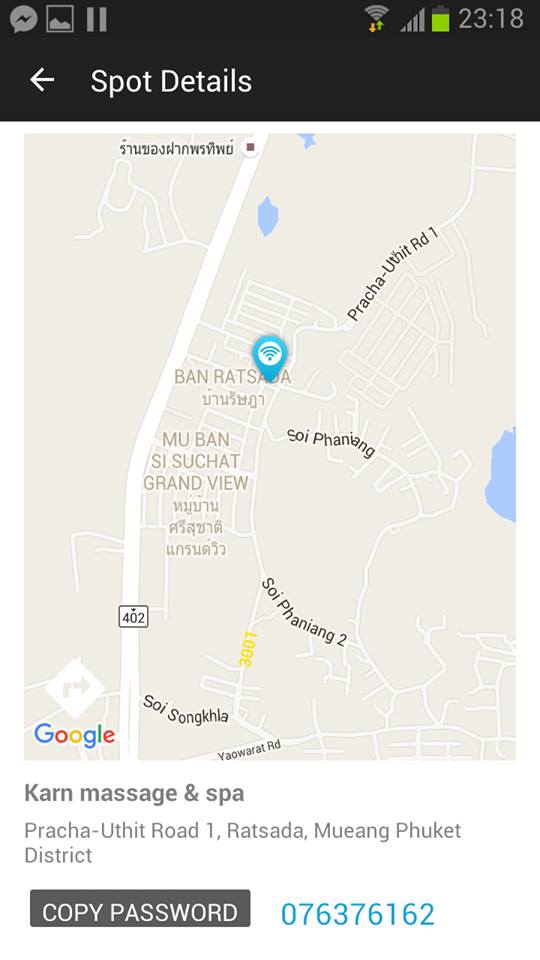 23:18
Spot Details
ร้านของฝากพรทิพย์
Pracha-Uthit Rd 1
BAN RATSADA
บ้านรัษฎา
Soi Phaniang
MU BAN
SI SUCHAT
GRAND VIEW
หมู่บ้าน
ศรีสุชาติ
แกรนด์วิว
Soi Phaniang 2
402
3001
Soi Songkhla
Google
Yaowarat Rd
Karn massage & spa
Pracha-Uthit Road 1, Ratsada, Mueang Phuket
District
COPY PASSWORD 076376162